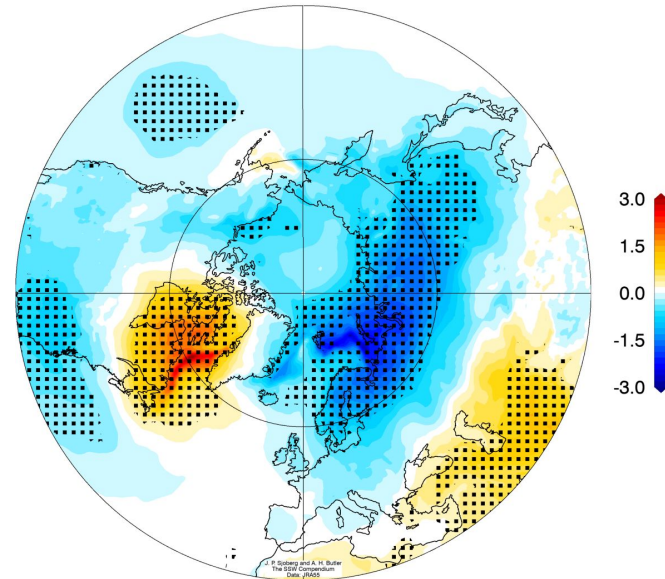 3.0
1.5
0.0
-1.5
-3.0
J. P. Sjoberg and A. H. Butler
The SSW Compendium
Data: JRA55